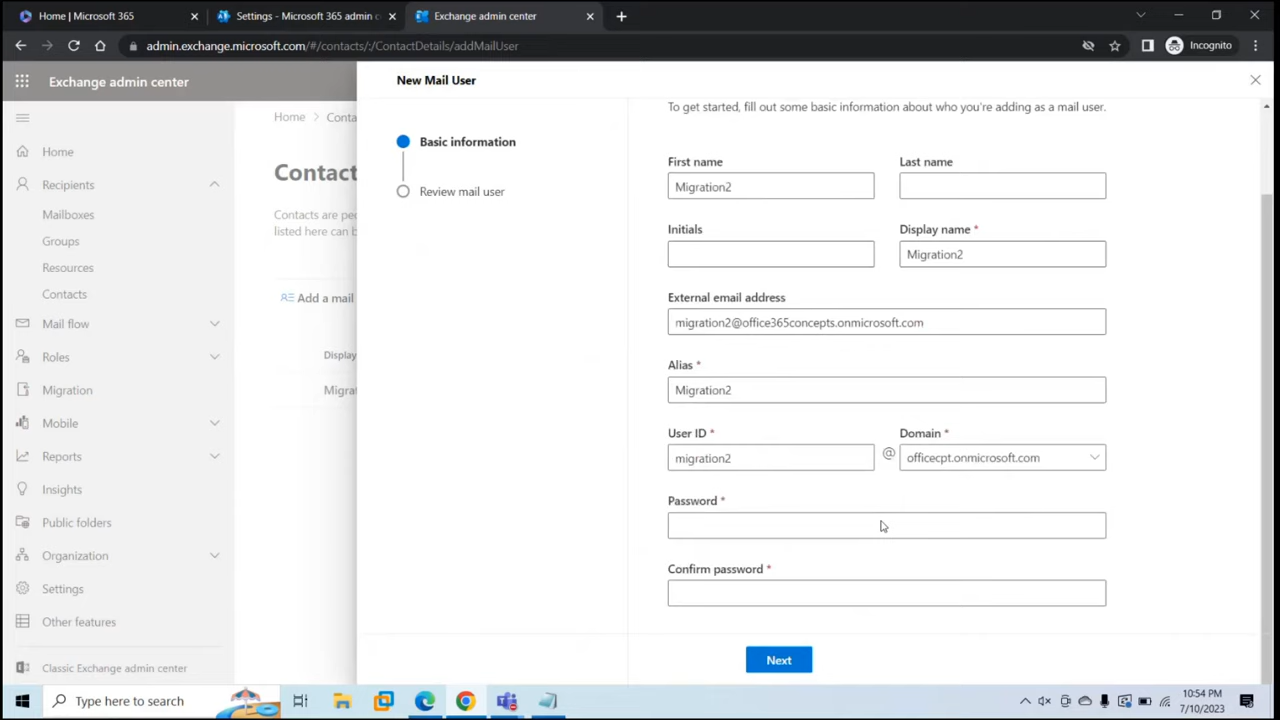 Home | Microsoft 365
Settings - Microsoft 365 admin c
Exchange admin center
admin.exchange.microsoft.com/#/contacts/:/ContactDetails/addMailUser
Incognito
Exchange admin center
Home
Recipients
Mailboxes
Groups
Resources
Contacts
Mail flow
Roles
Migration
Mobile
Reports
Insights
Public folders
Organization
Settings
Other features
Classic Exchange admin center
Home > Conta
Contact
Contacts are peo
listed here can b
Add a mail
Display
Migrat
New Mail User
Basic information
Review mail user
To get started, fill out some basic information about who you're adding as a mail user.
First name
Last name
Migration2
Initials
Display name *
Migration2
External email address
migration2@office365concepts.onmicrosoft.com
Alias *
Migration2
User ID *
Domain *
migration2 @ officecpt.onmicrosoft.com
Password *
Confirm password *
Next
Type here to search
10:54 PM
7/10/2023